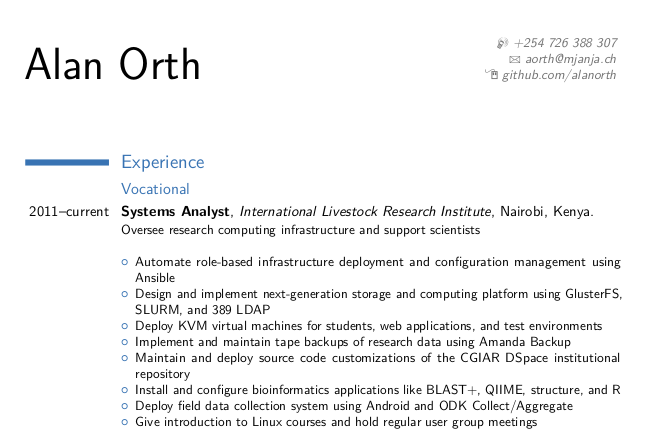 Alan Orth
+254 726 388 307
aorth@mjanja.ch
github.com/alanorth
Experience
Vocational
2011–current Systems Analyst, International Livestock Research Institute, Nairobi, Kenya.
Oversee research computing infrastructure and support scientists
Automate role-based infrastructure deployment and configuration management using
Ansible
Design and implement next-generation storage and computing platform using GlusterFS,
SLURM, and 389 LDAP
Deploy KVM virtual machines for students, web applications, and test environments
Implement and maintain tape backups of research data using Amanda Backup
Maintain and deploy source code customizations of the CGIAR DSpace institutional
repository
Install and configure bioinformatics applications like BLAST+, QIIME, structure, and R
Deploy field data collection system using Android and ODK Collect/Aggregate
Give introduction to Linux courses and hold regular user group meetings